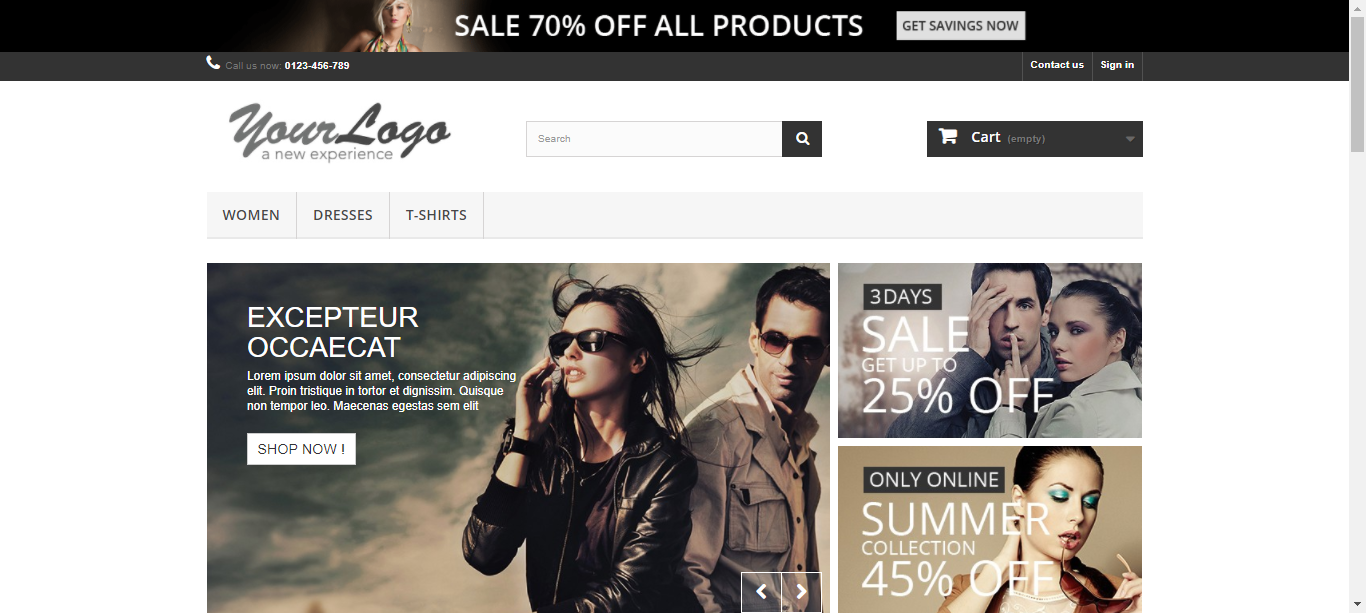 SALE 70% OFF ALL PRODUCTS
GET SAVINGS NOW
Call us now: 0123-456-789
Contact us
Sign in
YourLogo
a new experience
Search
Cart (empty)
WOMEN
DRESSES
T-SHIRTS
EXCEPTEUR
OCCAECAT
Lorem ipsum dolor sit amet, consectetur adipiscing
elit. Proin tristique in tortor et dignissim. Quisque
non tempor leo. Maecenas egestas sem elit
SHOP NOW !
3 DAYS
SALE
GET UP TO
25% OFF
ONLY ONLINE
SUMMER
COLLECTION
45% OFF